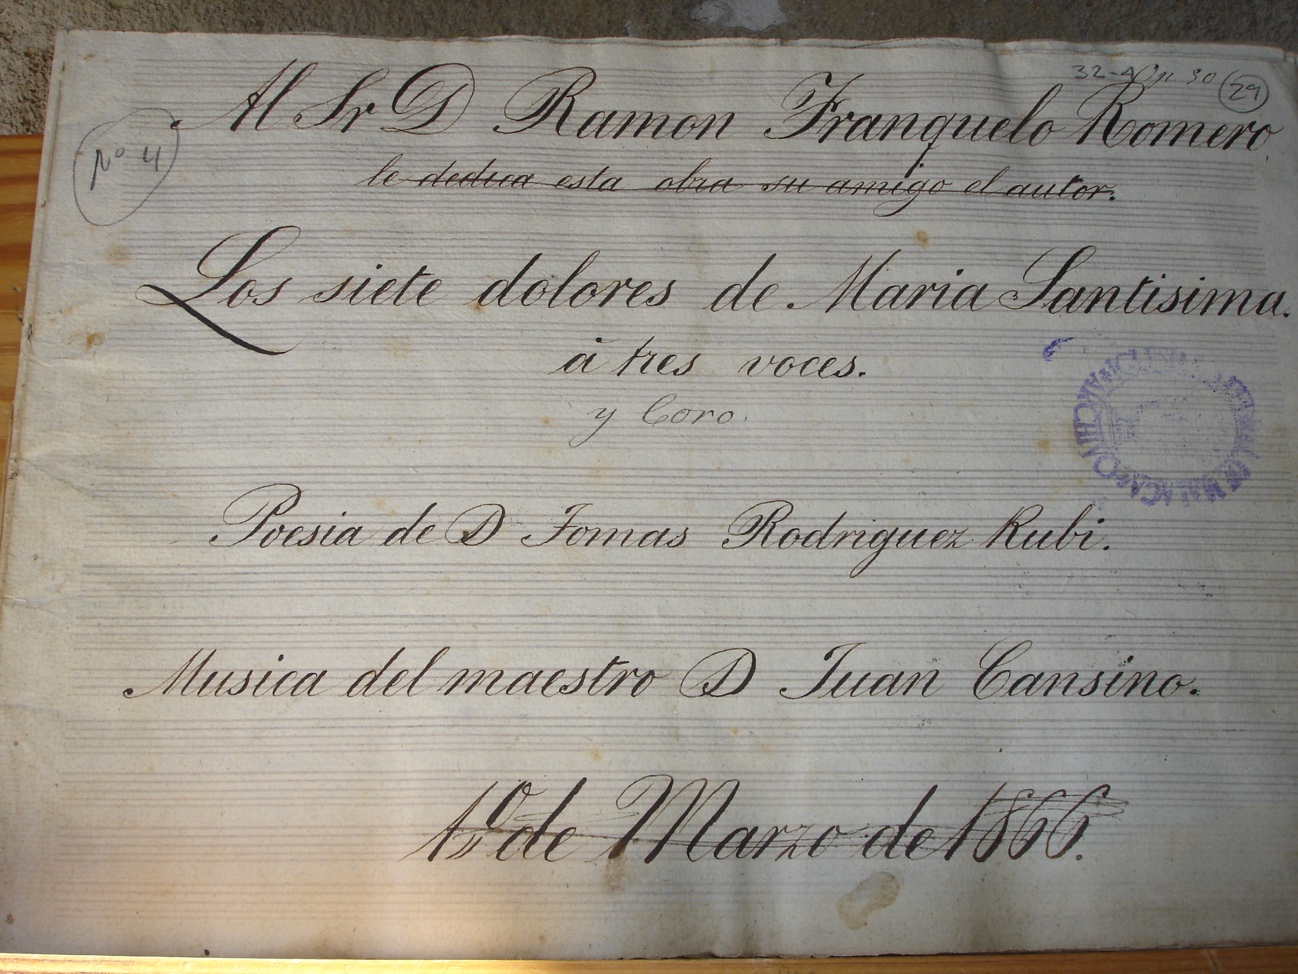 32-4 30
29
Nº 4
Al Sr D Ramon Franquelo Romero
le dedica esta obra su amigo el autor.
Los siete dolores de Maria Santisima.
á tres voces.
y Coro.
Poesia de D Tomas Rodriguez Rubi.
Musica del maestro D Juan Cansino.
1º de Marzo de 1866.